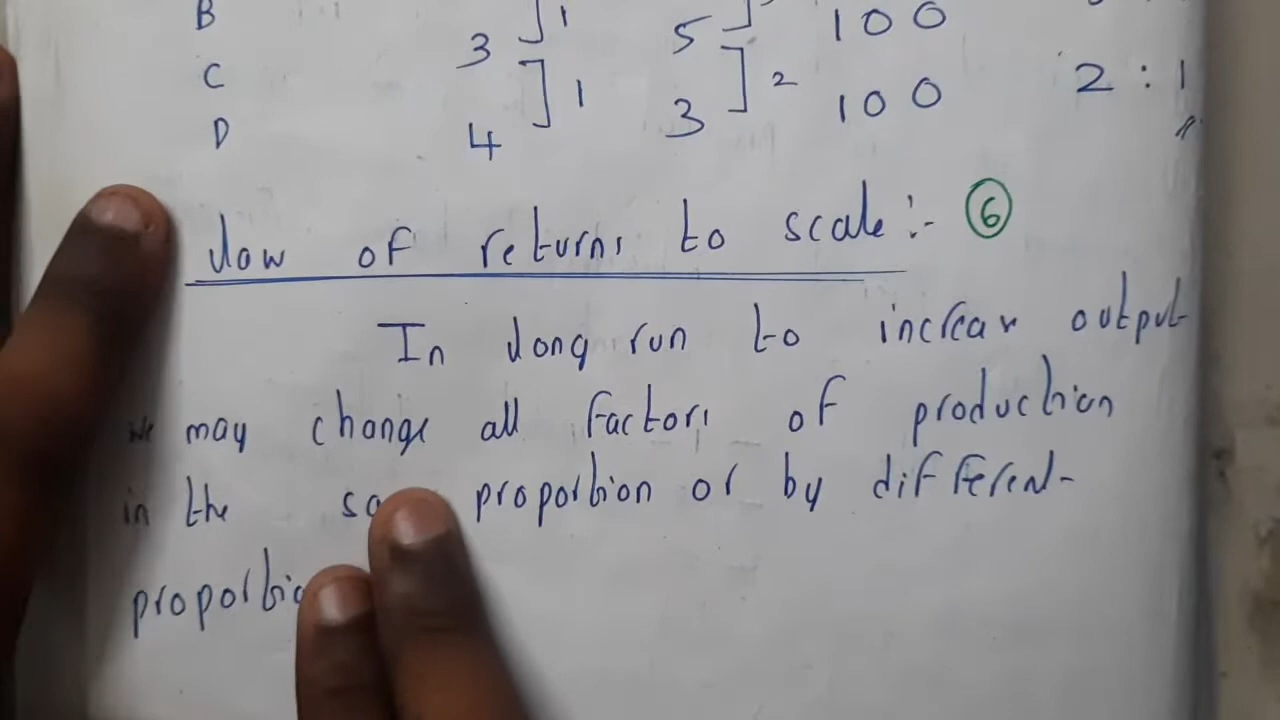 B 3 ] 1 5 ] 100
C ] 1 ] 2 2 : 1
D 4 3 100
Law of returns to scale :- 6
In long run to increase output
we may change all factors of production
in the proportion or by different